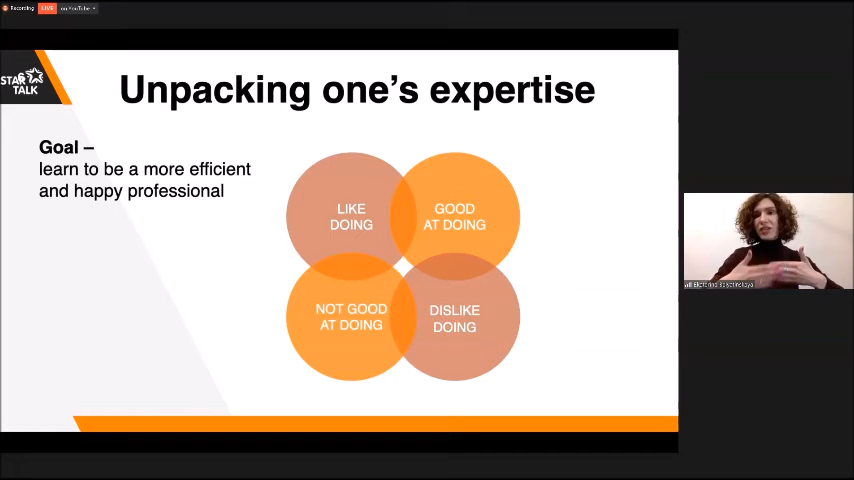 Recording
LIVE
on YouTube
STAR
TALK
Unpacking one's expertise
Goal –
learn to be a more efficient
and happy professional
LIKE
DOING
GOOD
AT DOING
NOT GOOD
AT DOING
DISLIKE
DOING